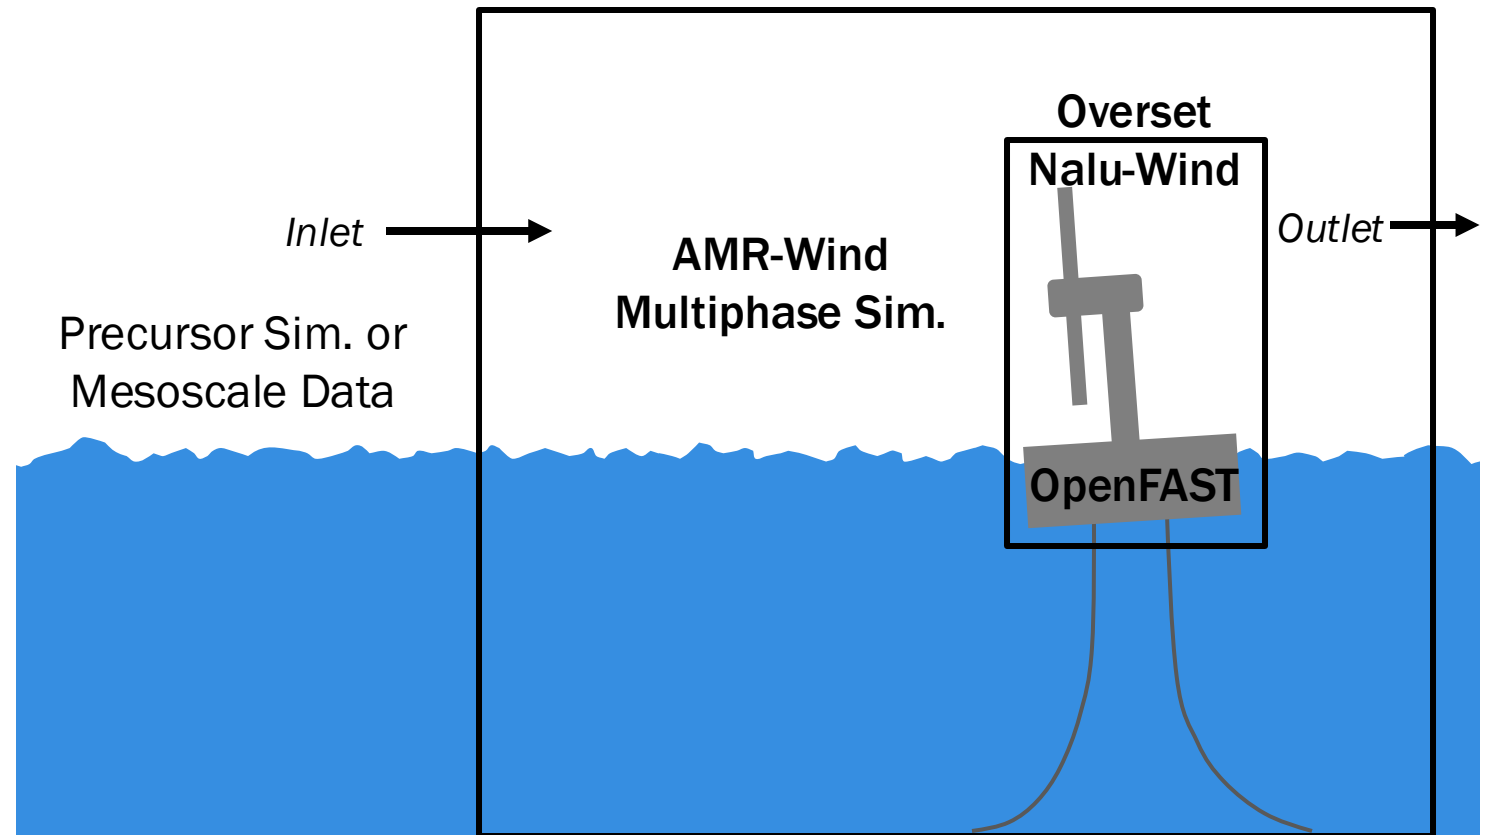 Overset
Nalu-Wind
Inlet
Outlet
AMR-Wind
Multiphase Sim.
Precursor Sim. or
Mesoscale Data
OpenFAST